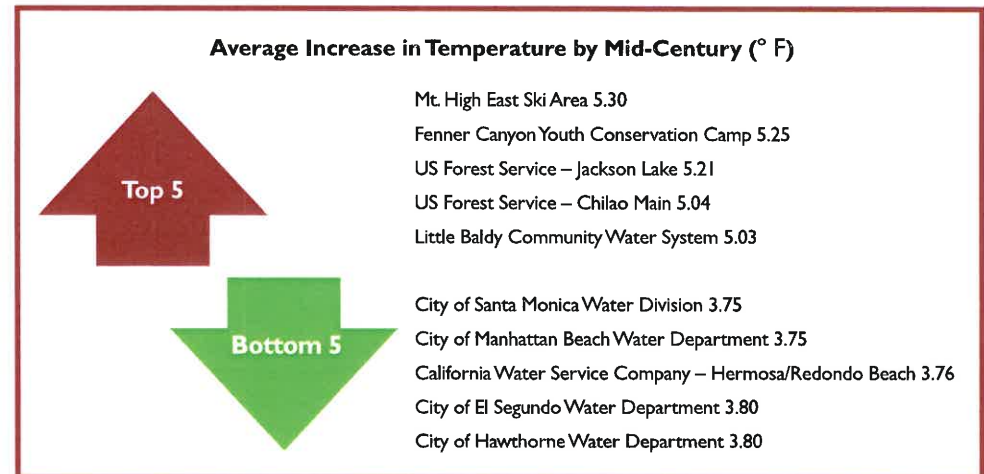 Average Increase in Temperature by Mid-Century (° F)
Top 5
Mt. High East Ski Area 5.30
Fenner Canyon Youth Conservation Camp 5.25
US Forest Service – Jackson Lake 5.21
US Forest Service – Chilao Main 5.04
Little Baldy Community Water System 5.03
Bottom 5
City of Santa Monica Water Division 3.75
City of Manhattan Beach Water Department 3.75
California Water Service Company – Hermosa/Redondo Beach 3.76
City of El Segundo Water Department 3.80
City of Hawthorne Water Department 3.80